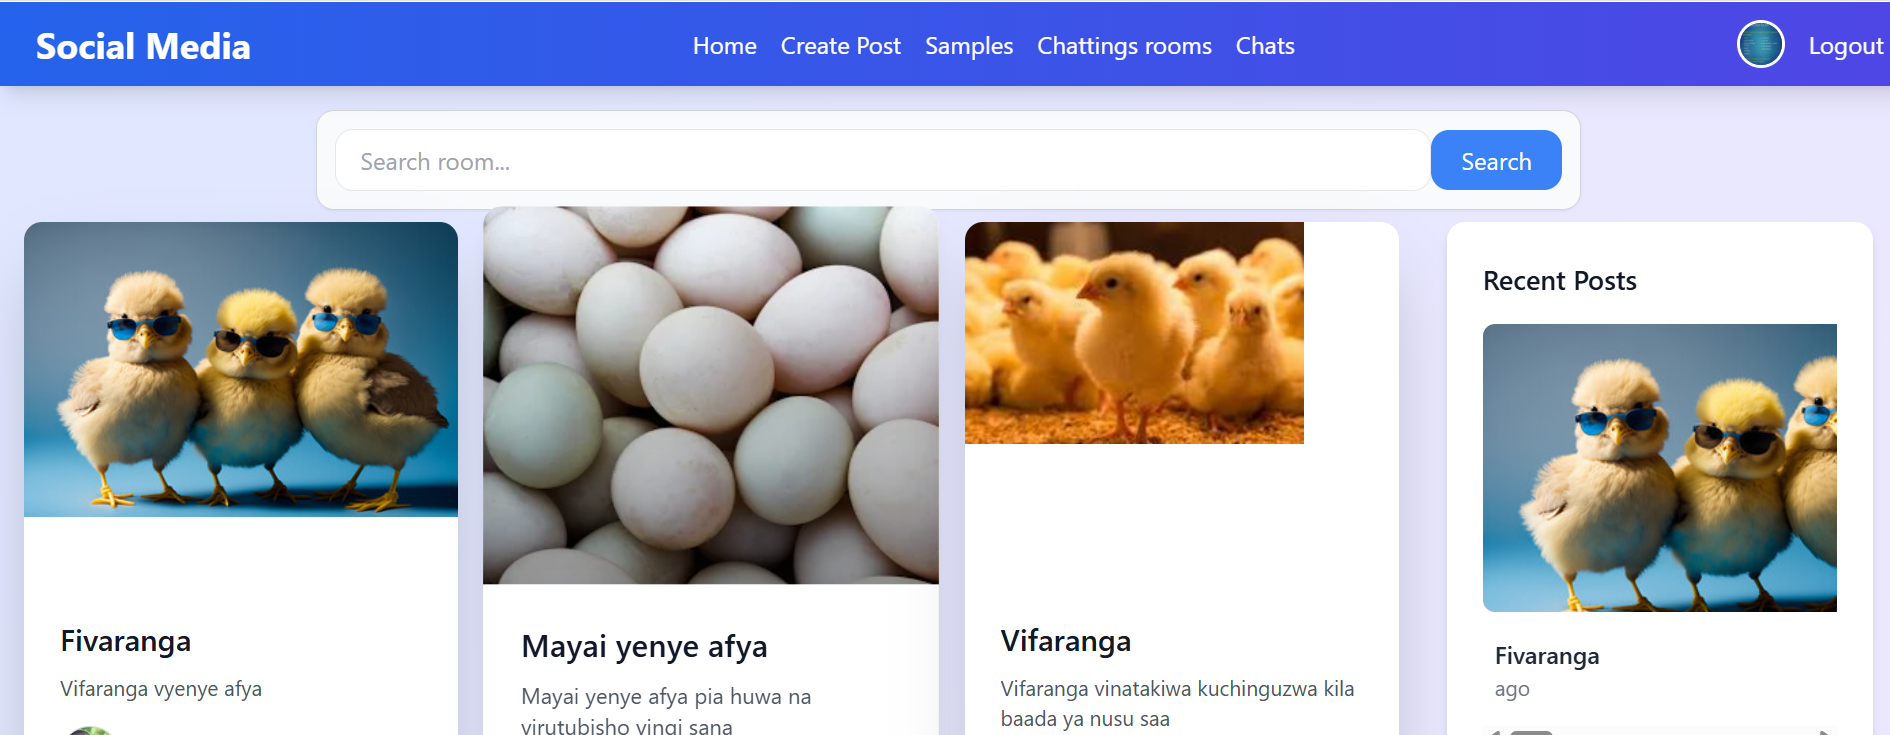 Social Media
Home Create Post Samples Chattings rooms Chats
Logout
Search room...
Search
Fivaranga
Vifaranga vyenye afya
Mayai yenye afya
Mayai yenye afya pia huwa na
virutubisho vingi sana
Vifaranga
Vifaranga vinatakiwa kuchinguzwa kila
baada ya nusu saa
Recent Posts
Fivaranga
ago